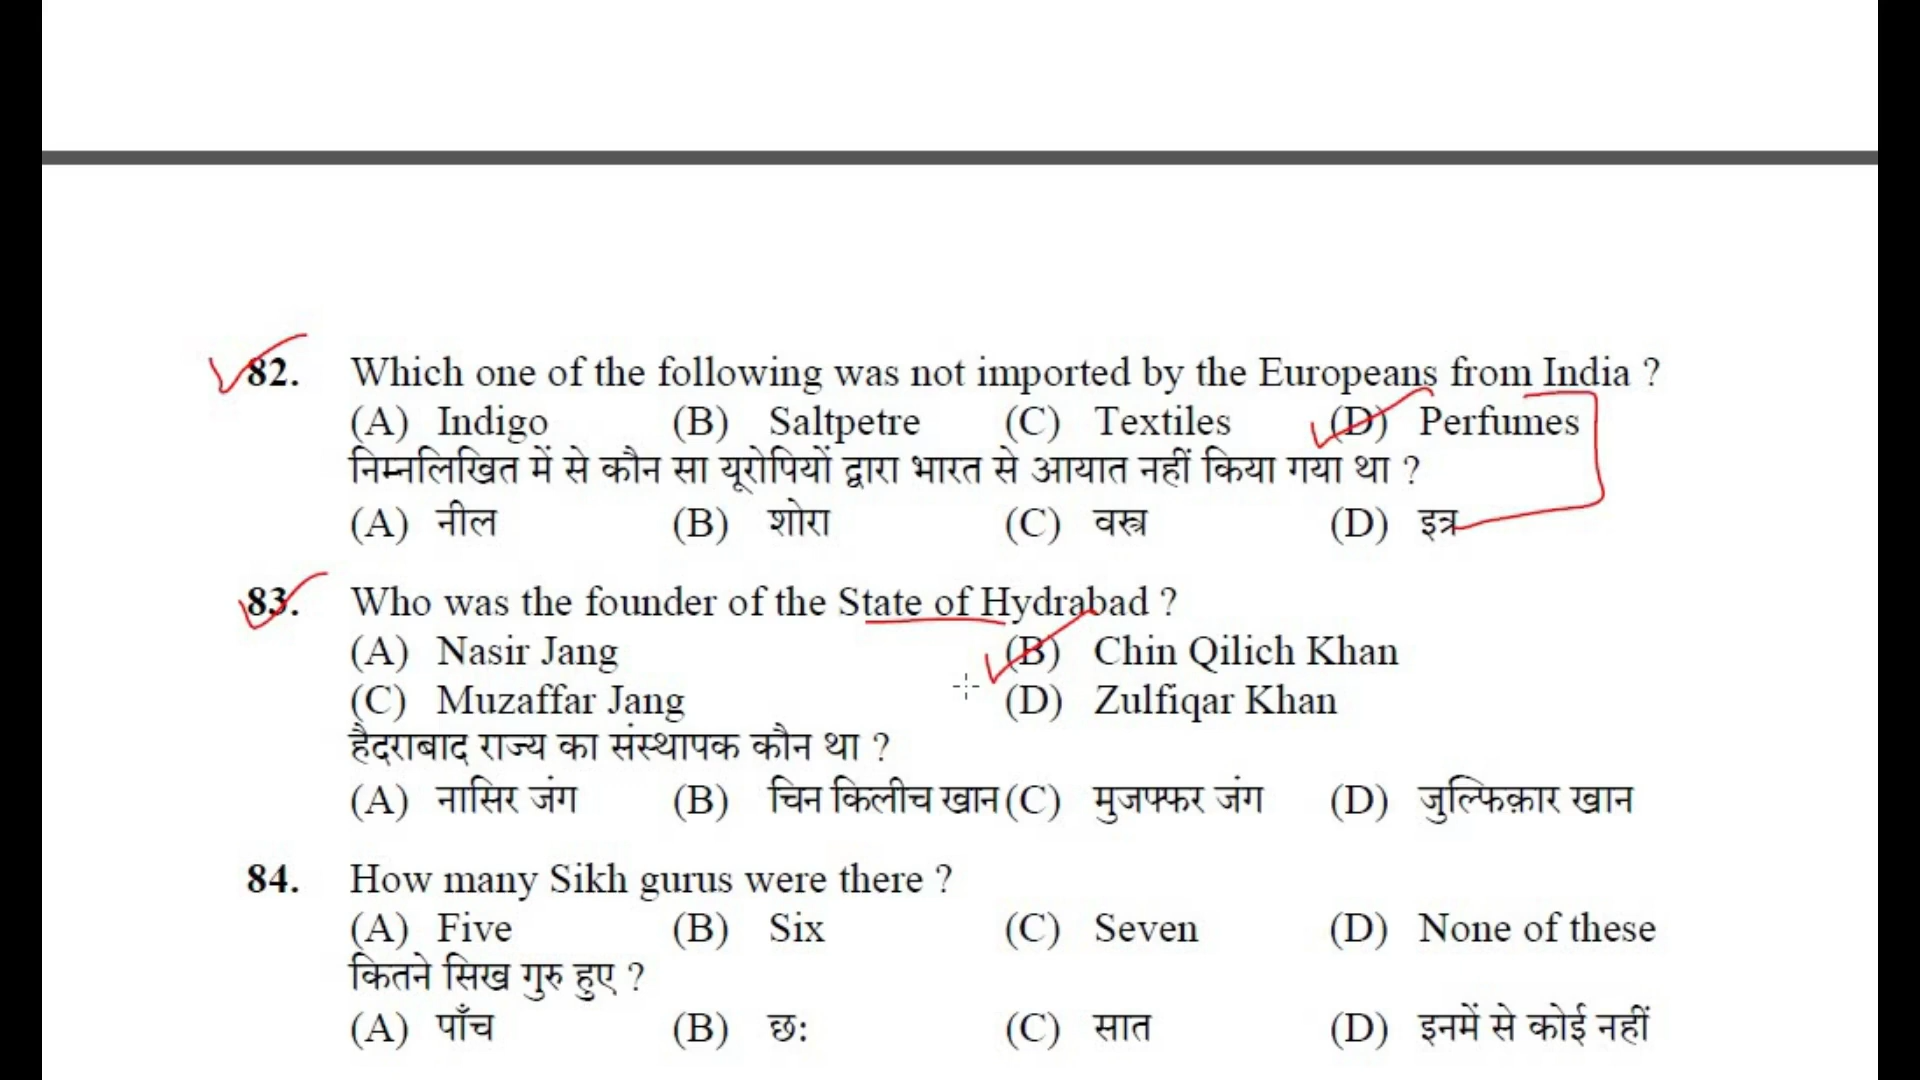 82. Which one of the following was not imported by the Europeans from India ?
(A) Indigo (B) Saltpetre (C) Textiles (D) Perfumes
निम्नलिखित में से कौन सा यूरोपियों द्वारा भारत से आयात नहीं किया गया था ?
(A) नील (B) शोरा (C) वस्त्र (D) इत्र
83. Who was the founder of the State of Hydrabad ?
(A) Nasir Jang (B) Chin Qilich Khan
(C) Muzaffar Jang (D) Zulfiqar Khan
हैदराबाद राज्य का संस्थापक कौन था ?
(A) नासिर जंग (B) चिन किलीच खान (C) मुजफ्फर जंग (D) जुल्फिक़ार खान
84. How many Sikh gurus were there ?
(A) Five (B) Six (C) Seven (D) None of these
कितने सिख गुरु हुए ?
(A) पाँच (B) छः (C) सात (D) इनमें से कोई नहीं